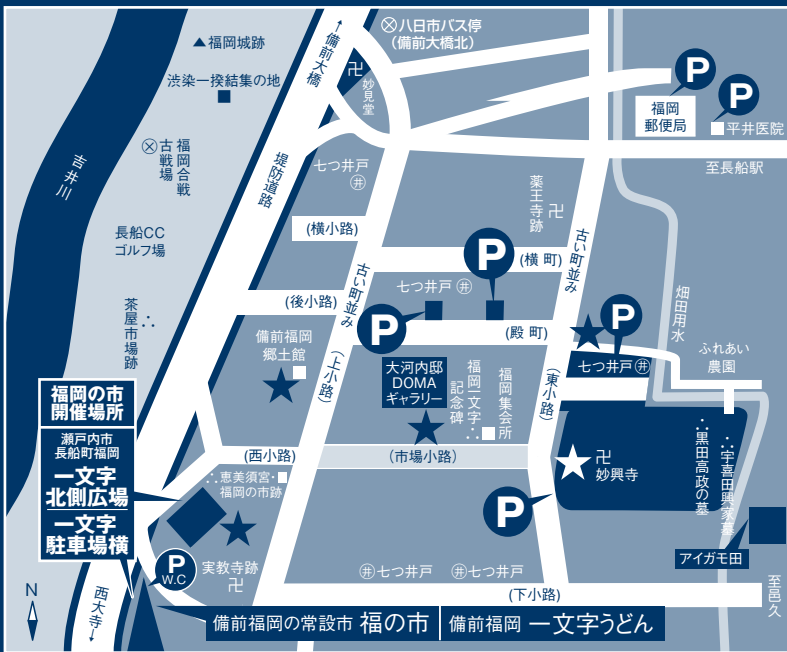 ↑備前大橋
八日市バス停
(備前大橋北)
▲福岡城跡
渋染一揆結集の地
卍
妙見堂
P
P
福岡
郵便局
平井医院
至長船駅
福岡合戦
古戦場
吉井川
堤防道路
七つ井戸
井
薬王寺跡
卍
長船CC
ゴルフ場
(横小路)
古い町並み
(横 町)
P
古い町並み
畑田用水
七つ井戸 井
(後小路)
茶屋市場跡
∴
P
(殿 町)
P
備前福岡
郷土館
(上小路)
大河内邸
DOMA
ギャラリー
福岡一文字
記念碑
∴
福岡集会所
(東小路)
七つ井戸 井
ふれあい
農園
福岡の市
開催場所
瀬戸内市
長船町福岡
一文字
北側広場
一文字
駐車場横
(西小路)
(市場小路)
∴恵美須宮・
福岡の市跡
卍
妙興寺
∴黒田高政の墓
∴宇喜田興家墓
P
アイガモ田
P
W.C
実教寺跡
卍
井七つ井戸
井七つ井戸
(下小路)
至邑久
N
西大寺→
備前福岡の常設市 福の市
備前福岡 一文字うどん